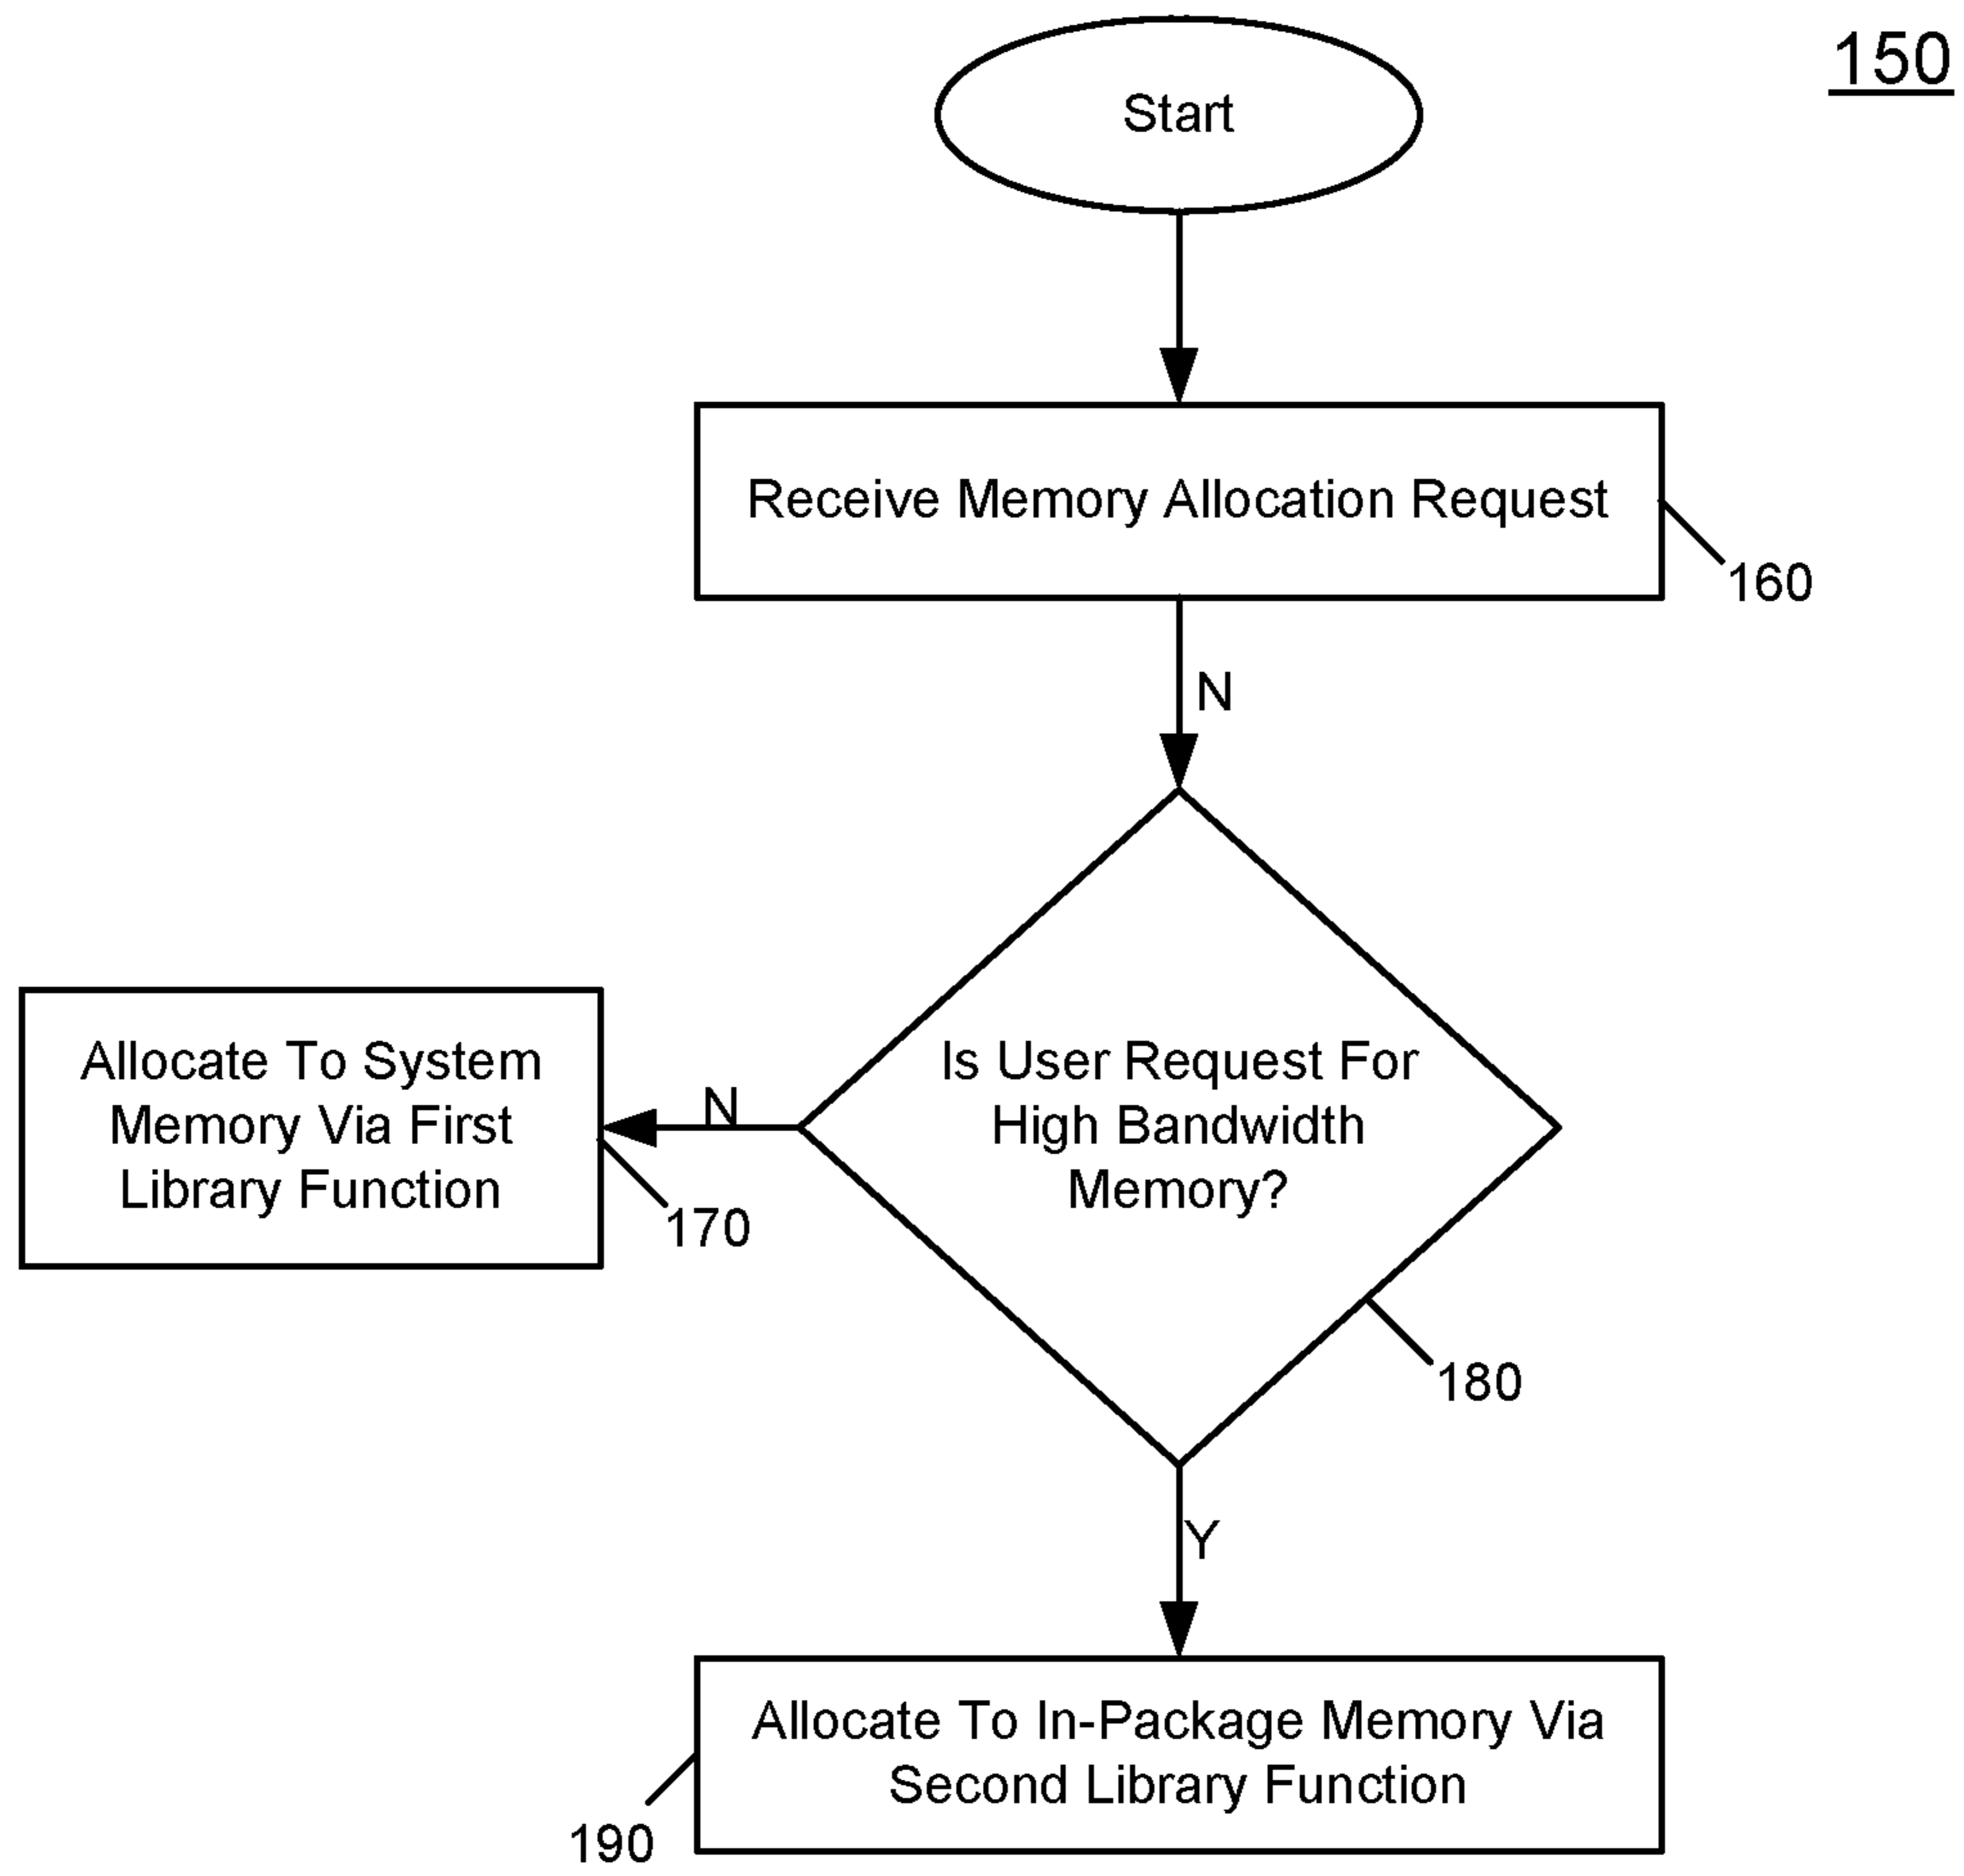 150
Start
Receive Memory Allocation Request
160
N
Is User Request For
High Bandwidth
Memory?
180
N
Allocate To System
Memory Via First
Library Function
170
Y
Allocate To In-Package Memory Via
Second Library Function
190